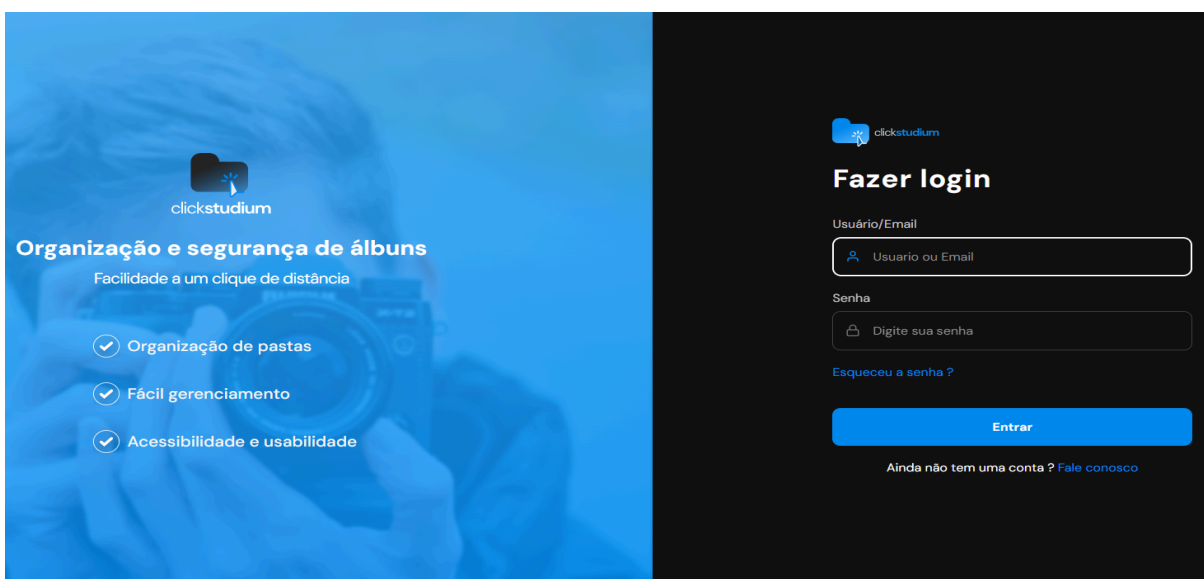 clickstudium
Organização e segurança de álbuns
Facilidade a um clique de distância
Organização de pastas
Fácil gerenciamento
Acessibilidade e usabilidade
clickstudium
Fazer login
Usuário/Email
Usuario ou Email
Senha
Digite sua senha
Esqueceu a senha ?
Entrar
Ainda não tem uma conta ? Fale conosco